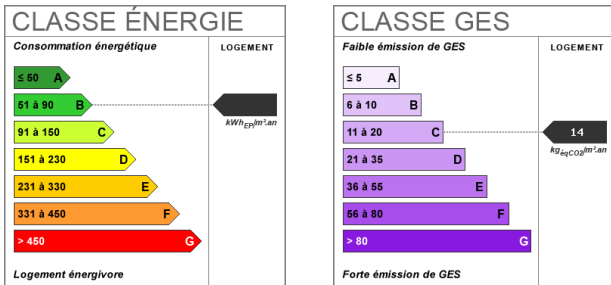 CLASSE ÉNERGIE
Consommation énergétique
LOGEMENT
≤ 50 A
51 à 90 B
kWhEP/m².an
91 à 150 C
151 à 230 D
231 à 330 E
331 à 450 F
> 450 G
Logement énergivore
CLASSE GES
Faible émission de GES
LOGEMENT
≤ 5 A
6 à 10 B
11 à 20 C
14
kgéqCO2/m².an
21 à 35 D
36 à 55 E
56 à 80 F
> 80 G
Forte émission de GES